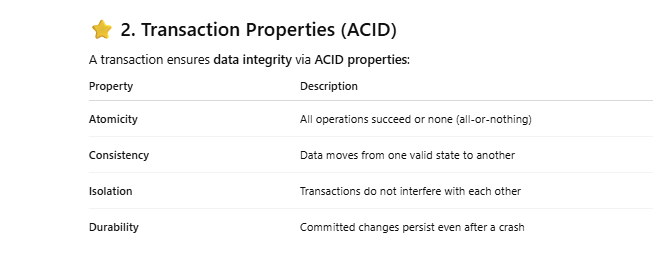 ⭐ 2. Transaction Properties (ACID)
A transaction ensures data integrity via ACID properties:
Property Description
Atomicity All operations succeed or none (all-or-nothing)
Consistency Data moves from one valid state to another
Isolation Transactions do not interfere with each other
Durability Committed changes persist even after a crash